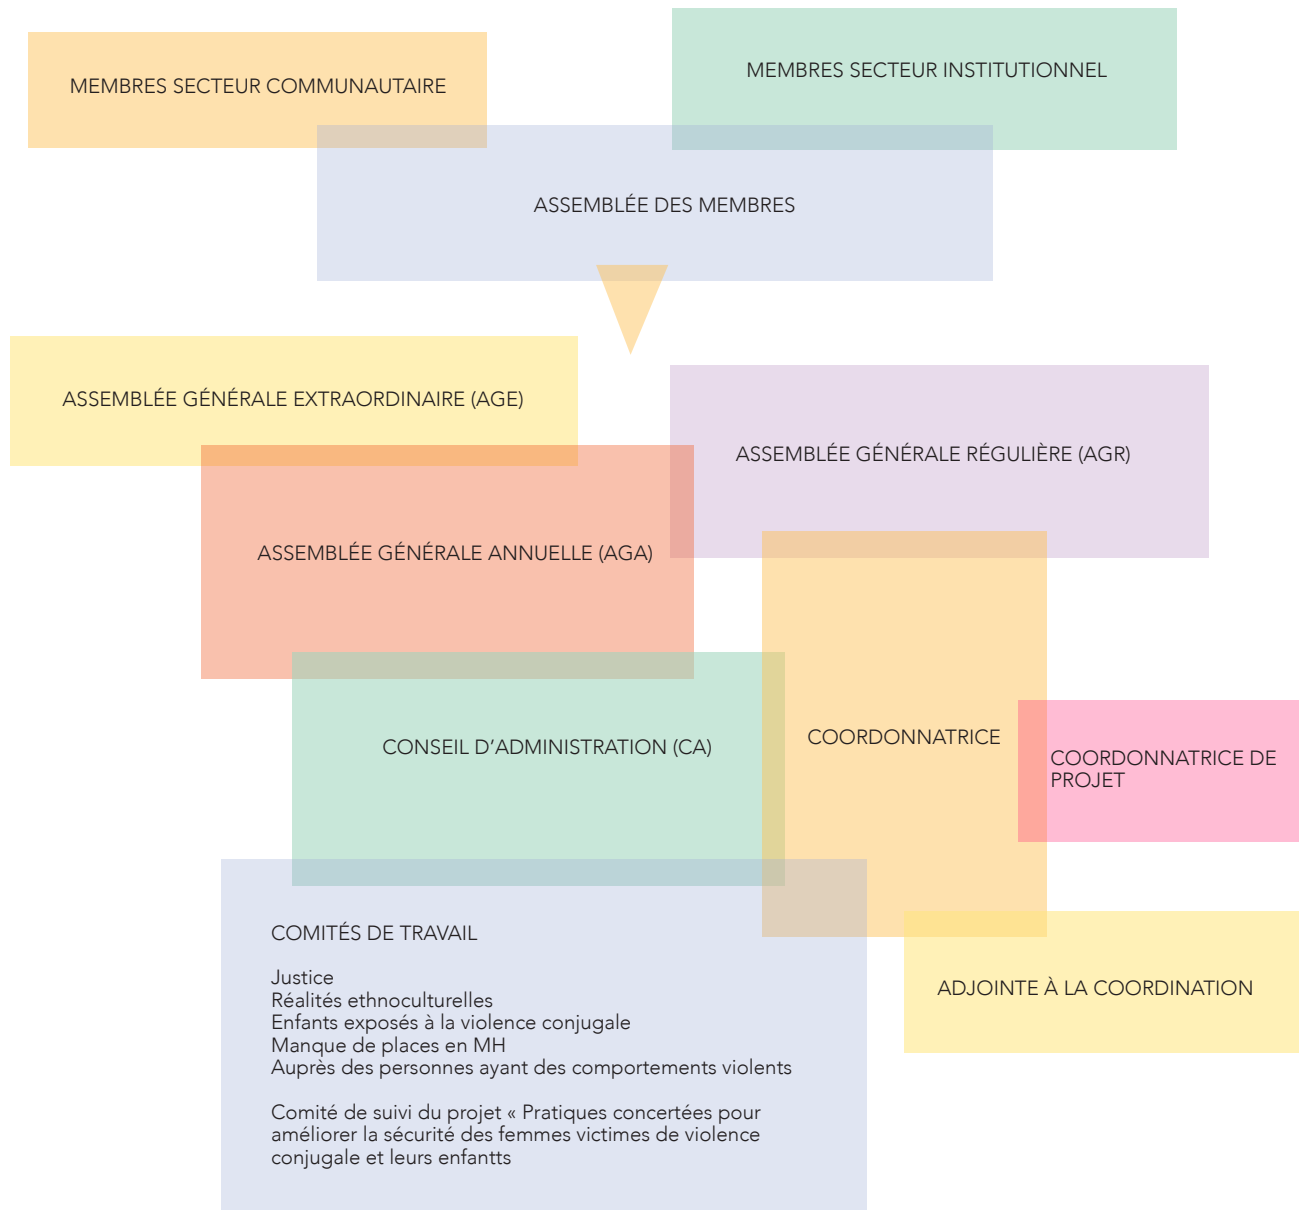 MEMBRES SECTEUR COMMUNAUTAIRE
MEMBRES SECTEUR INSTITUTIONNEL
ASSEMBLÉE DES MEMBRES
ASSEMBLÉE GÉNÉRALE EXTRAORDINAIRE (AGE)
ASSEMBLÉE GÉNÉRALE RÉGULIÈRE (AGR)
ASSEMBLÉE GÉNÉRALE ANNUELLE (AGA)
CONSEIL D’ADMINISTRATION (CA)
COORDONNATRICE
COORDONNATRICE DE
PROJET
COMITÉS DE TRAVAIL
Justice
Réalités ethnoculturelles
Enfants exposés à la violence conjugale
Manque de places en MH
Auprès des personnes ayant des comportements violents
Comité de suivi du projet « Pratiques concertées pour
améliorer la sécurité des femmes victimes de violence
conjugale et leurs enfantts
ADJOINTE À LA COORDINATION